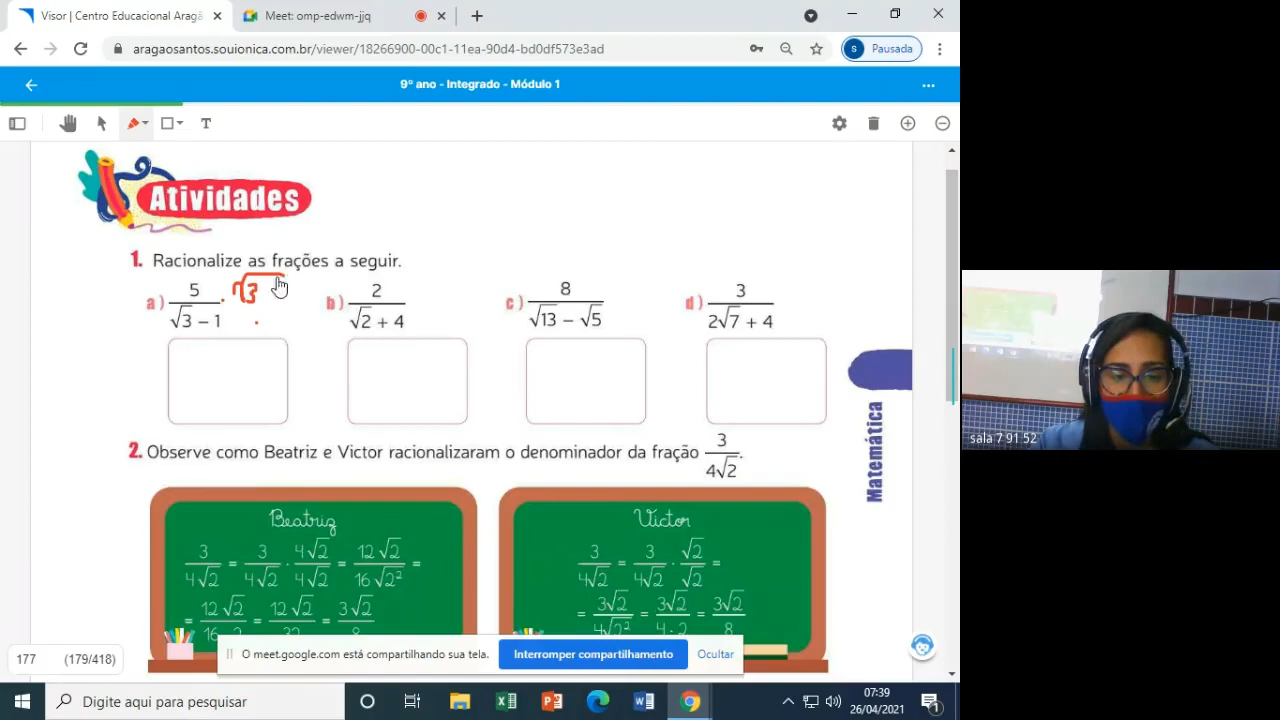 Visor | Centro Educacional Aragã
Meet: omp-edwm-jjq
aragaosantos.souionica.com.br/viewer/18266900-00c1-11ea-90d4-bd0df573e3ad
S Pausada
9º ano - Integrado - Módulo 1
T
Atividades
1. Racionalize as frações a seguir.
a) 5/(√3 – 1) . √3
b) 2/(√2 + 4)
c) 8/(√13 – √5)
d) 3/(2√7 + 4)
2. Observe como Beatriz e Victor racionalizaram o denominador da fração 3/(4√2).
Matemática
Beatriz
3/(4√2) = 3/(4√2) · 4√2/(4√2) = 12√2/(16√2²) =
= 12√2/(16·2) = 12√2/32 = 3√2/8
Victor
3/(4√2) = 3/(4√2) · √2/√2 =
= 3√2/(4√2²) = 3√2/(4·2) = 3√2/8
177 (179/418)
O meet.google.com está compartilhando sua tela.
Interromper compartilhamento
Ocultar
sala 7 91 52
Digite aqui para pesquisar
07:39
26/04/2021
1